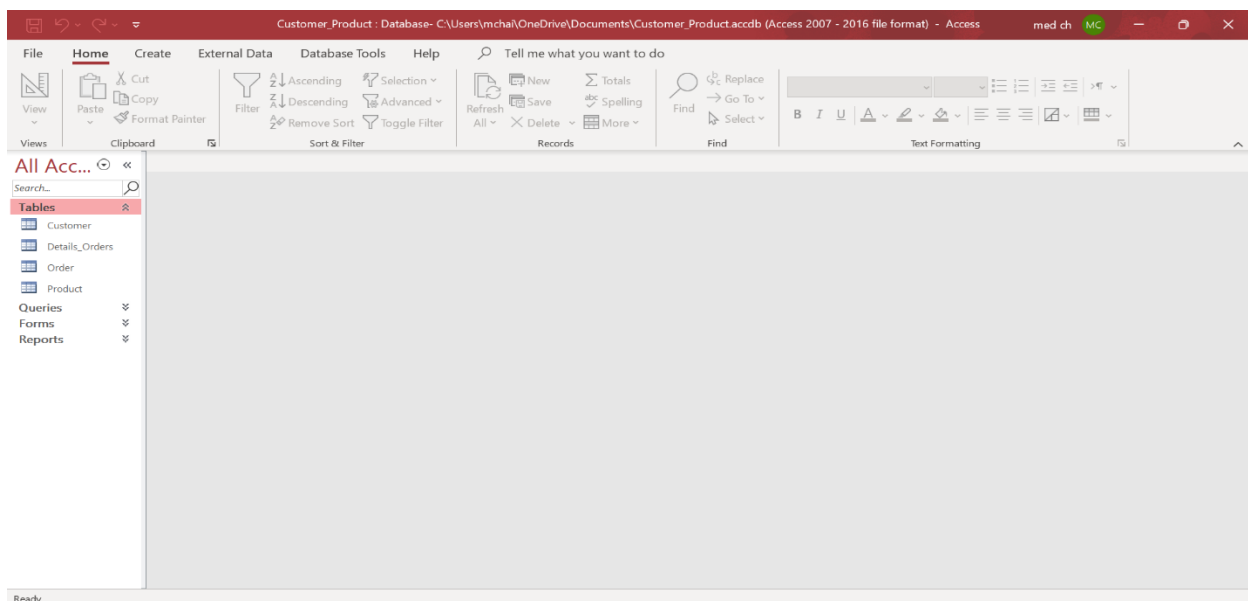 Customer_Product : Database- C:\Users\mchai\OneDrive\Documents\Customer_Product.accdb (Access 2007 - 2016 file format) - Access med ch MC
File Home Create External Data Database Tools Help Tell me what you want to do
View
Paste
Cut
Copy
Format Painter
Filter
Ascending
Descending
Remove Sort
Selection
Advanced
Toggle Filter
Refresh All
New
Save
Delete
Totals
Spelling
More
Find
Replace
Go To
Select
B I U A
Views Clipboard Sort & Filter Records Find Text Formatting
All Acc...
Search...
Tables
Customer
Details_Orders
Order
Product
Queries
Forms
Reports
Ready